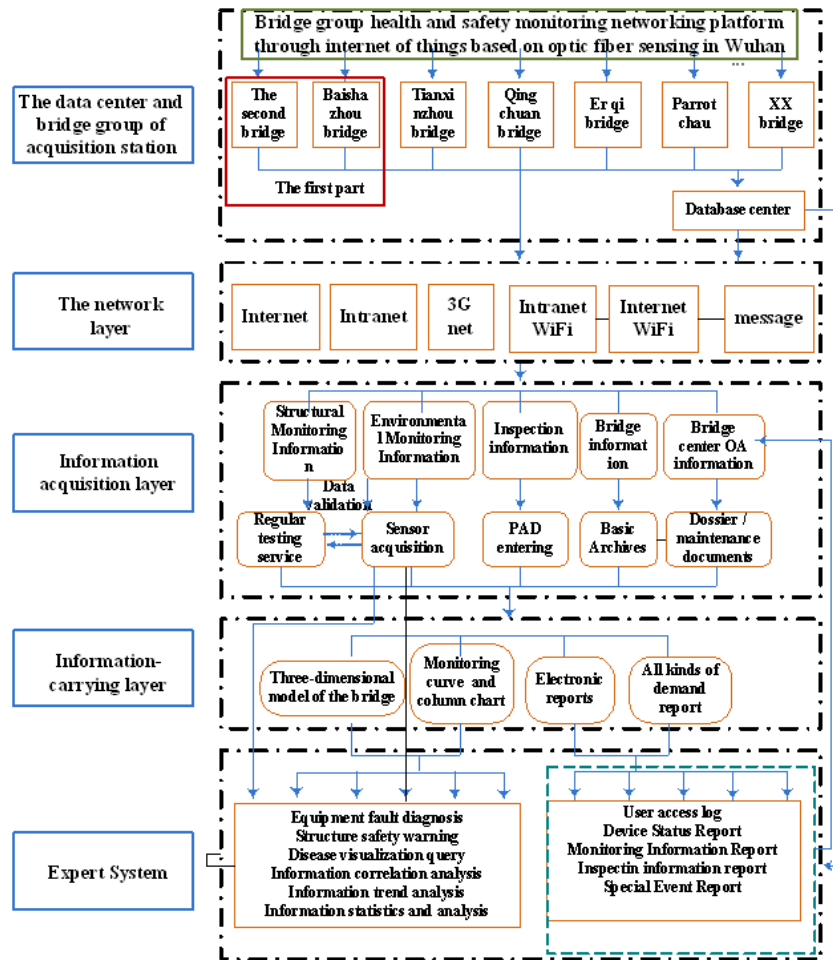 Bridge group health and safety monitoring networking platform
through internet of things based on optic fiber sensing in Wuhan
...
The data center and
bridge group of
acquisition station
The
second
bridge
Baisha
zhou
bridge
Tianxi
nzhou
bridge
Qing
chuan
bridge
Er qi
bridge
Parrot
chau
XX
bridge
The first part
Database center
The network
layer
Internet
Intranet
3G
net
Intranet
WiFi
Internet
WiFi
message
Information
acquisition layer
Structural
Monitoring
Informatio
n
Environmenta
l Monitoring
Information
Inspection
information
Bridge
informat
ion
Bridge
center OA
information
Data
validation
Regular
testing
service
Sensor
acquisition
PAD
entering
Basic
Archives
Dossier /
maintenance
documents
Information-
carrying layer
Three-dimensional
model of the bridge
Monitoring
curve and
column chart
Electronic
reports
All kinds of
demand
report
Expert System
Equipment fault diagnosis
Structure safety warning
Disease visualization query
Information correlation analysis
Information trend analysis
Information statistics and analysis
User access log
Device Status Report
Monitoring Information Report
Inspectin information report
Special Event Report